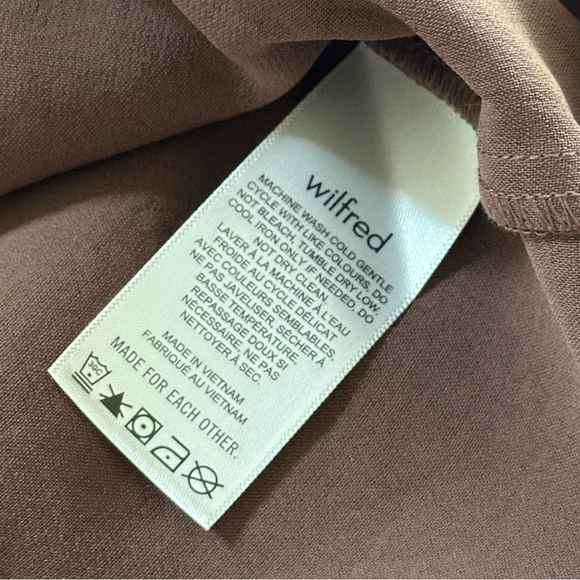 wilfred
MACHINE WASH COLD GENTLE
CYCLE WITH LIKE COLOURS, DO
NOT BLEACH, TUMBLE DRY LOW,
COOL IRON ONLY IF NEEDED, DO
NOT DRY CLEAN.
LAVER À LA MACHINE À L'EAU
FROIDE AU CYCLE DÉLICAT
AVEC COULEURS SEMBLABLES,
NE PAS JAVELISER, SÉCHER À
BASSE TEMPÉRATURE.
REPASSAGE DOUX SI
NÉCESSAIRE, NE PAS
NETTOYER À SEC.
MADE IN VIETNAM
FABRIQUÉ AU VIETNAM
MADE FOR EACH OTHER.
30C